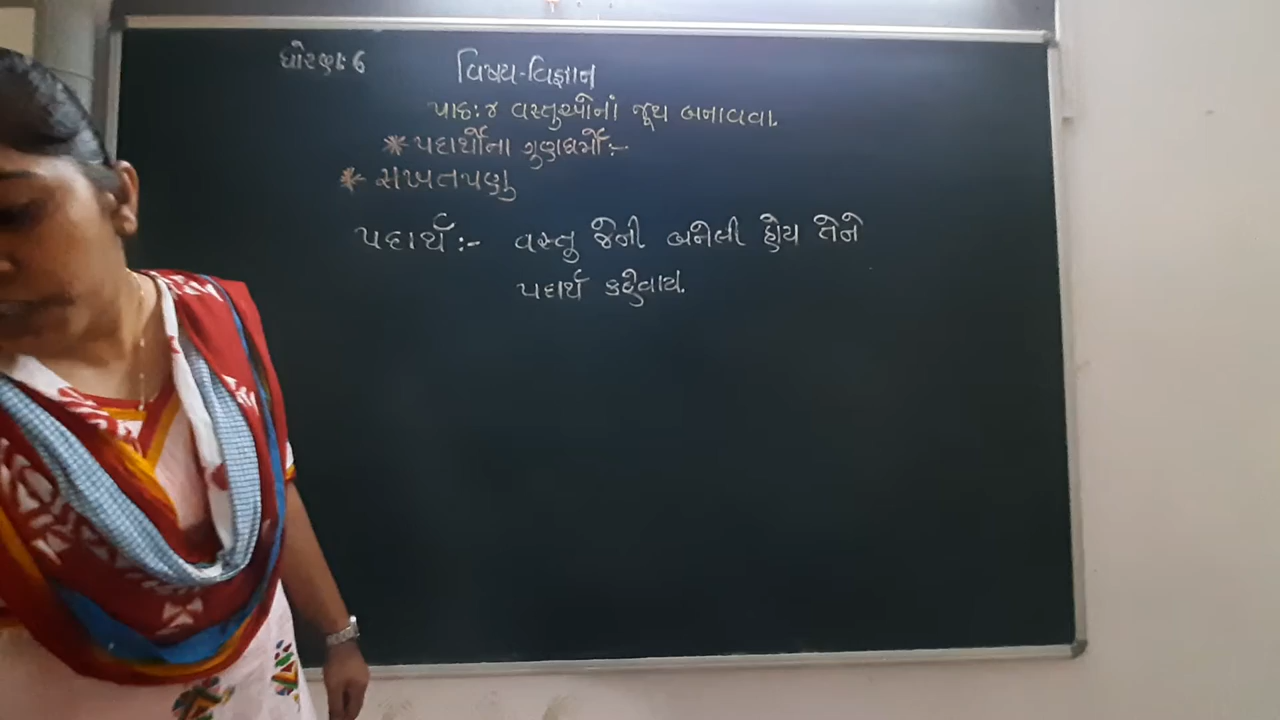 ધોરણ: 6 વિષય-વિજ્ઞાન
પાઠ: ૪ વસ્તુઓનાં જૂથ બનાવવા.
* પદાર્થોના ગુણધર્મો:-
* સખતપણુ
પદાર્થ:- વસ્તુ જેની બનેલી હોય તેને
પદાર્થ કહેવાય.